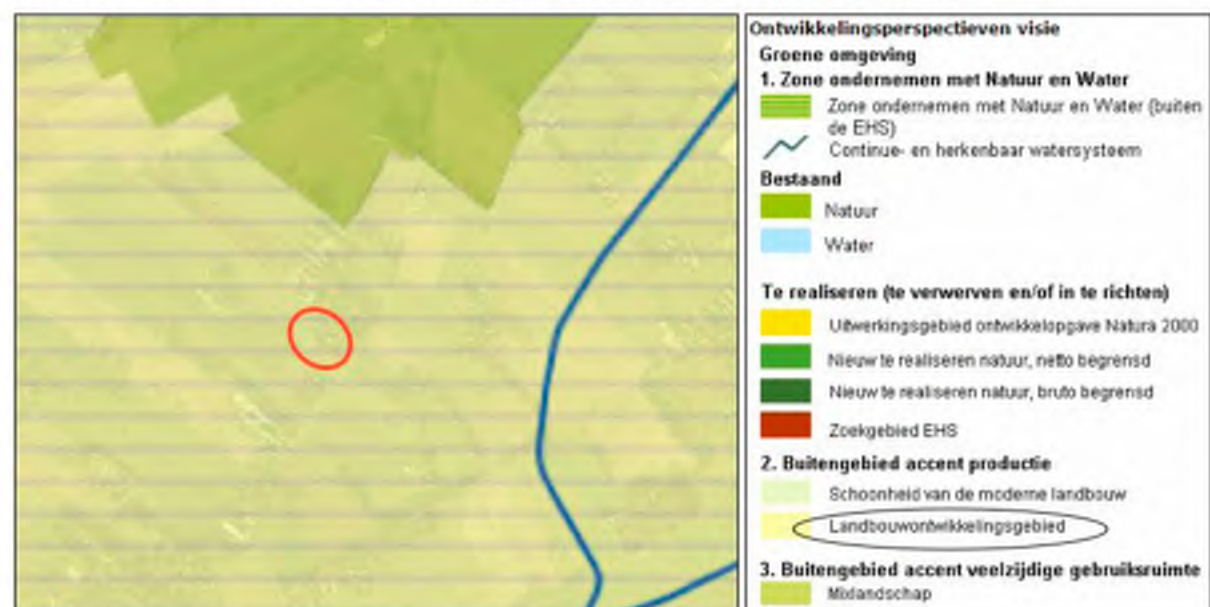 Ontwikkelingsperspectieven visie
Groene omgeving
1. Zone ondernemen met Natuur en Water
Zone ondernemen met Natuur en Water (buiten
de EHS)
Continue- en herkenbaar watersysteem
Bestaand
Natuur
Water
Te realiseren (te verwerven en/of in te richten)
Uitwerkingsgebied ontwikkelopgave Natura 2000
Nieuw te realiseren natuur, netto begrensd
Nieuw te realiseren natuur, bruto begrensd
Zoekgebied EHS
2. Buitengebied accent productie
Schoonheid van de moderne landbouw
Landbouwontwikkelingsgebied
3. Buitengebied accent veelzijdige gebruiksruimte
Mixlandschap